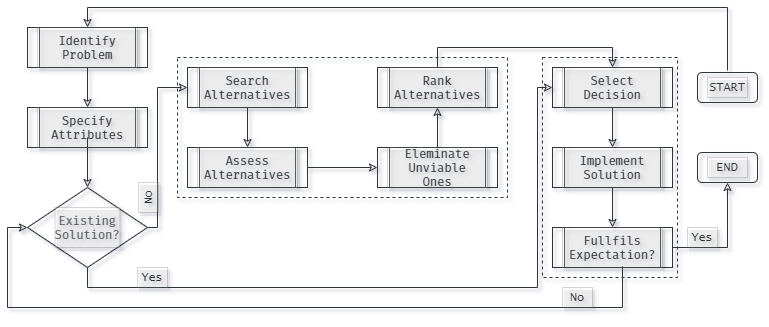 Identify
Problem
Specify
Attributes
Existing
Solution?
No
Yes
Search
Alternatives
Assess
Alternatives
Rank
Alternatives
Eleminate
Unviable
Ones
Select
Decision
Implement
Solution
Fullfils
Expectation?
No
Yes
START
END